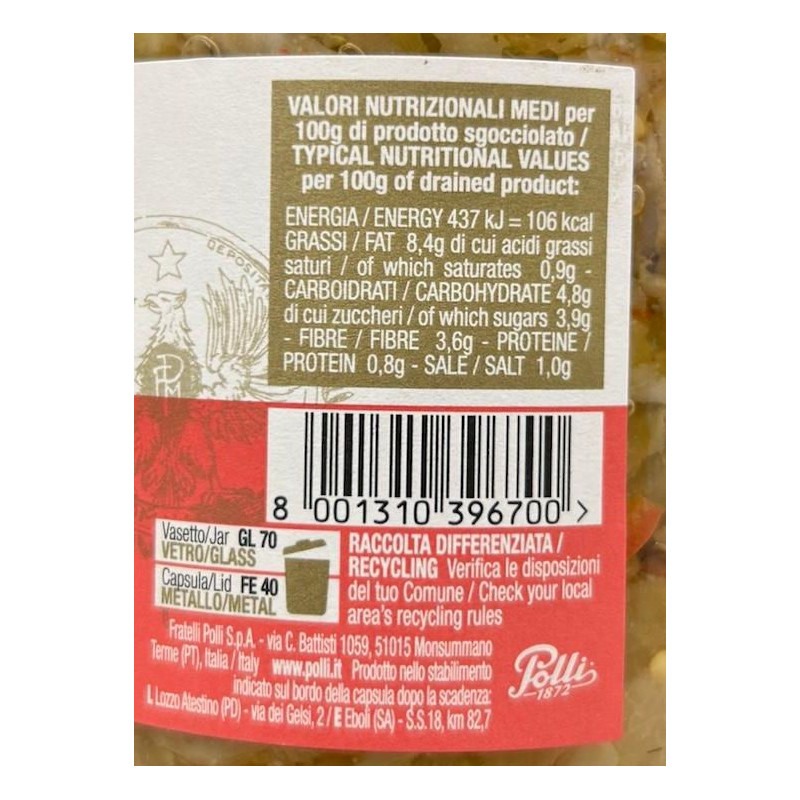 VALORI NUTRIZIONALI MEDI per
100g di prodotto sgocciolato /
TYPICAL NUTRITIONAL VALUES
per 100g of drained product:
ENERGIA / ENERGY 437 kJ = 106 kcal
GRASSI / FAT 8,4g di cui acidi grassi
saturi / of which saturates 0,9g -
CARBOIDRATI / CARBOHYDRATE 4,8g
di cui zuccheri / of which sugars 3,9g
- FIBRE / FIBRE 3,6g - PROTEINE /
PROTEIN 0,8g - SALE / SALT 1,0g
DEPOSIT
PM
8 001310 396700 >
Vasetto/Jar GL 70
VETRO/GLASS
Capsula/Lid FE 40
METALLO/METAL
RACCOLTA DIFFERENZIATA /
RECYCLING Verifica le disposizioni
del tuo Comune / Check your local
area's recycling rules
Fratelli Polli S.p.A. - via C. Battisti 1059, 51015 Monsummano
Terme (PT), Italia / Italy www.polli.it Prodotto nello stabilimento
indicato sul bordo della capsula dopo la scadenza:
L Lozzo Atestino (PD) - via dei Gelsi, 2 / E Eboli (SA) - S.S.18, km 82,7
Polli
1872